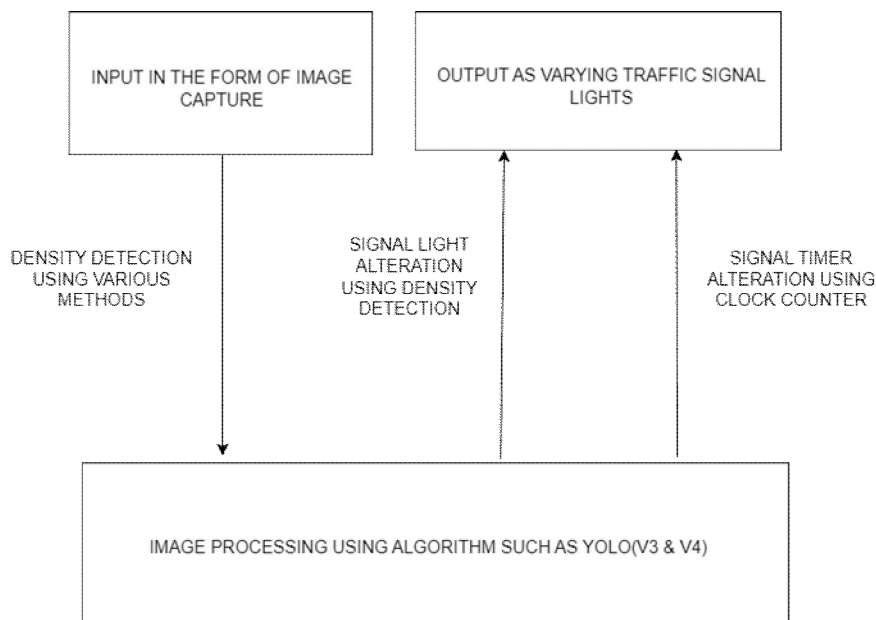 INPUT IN THE FORM OF IMAGE
CAPTURE
OUTPUT AS VARYING TRAFFIC SIGNAL
LIGHTS
DENSITY DETECTION
USING VARIOUS
METHODS
SIGNAL LIGHT
ALTERATION
USING DENSITY
DETECTION
SIGNAL TIMER
ALTERATION USING
CLOCK COUNTER
IMAGE PROCESSING USING ALGORITHM SUCH AS YOLO(V3 & V4)